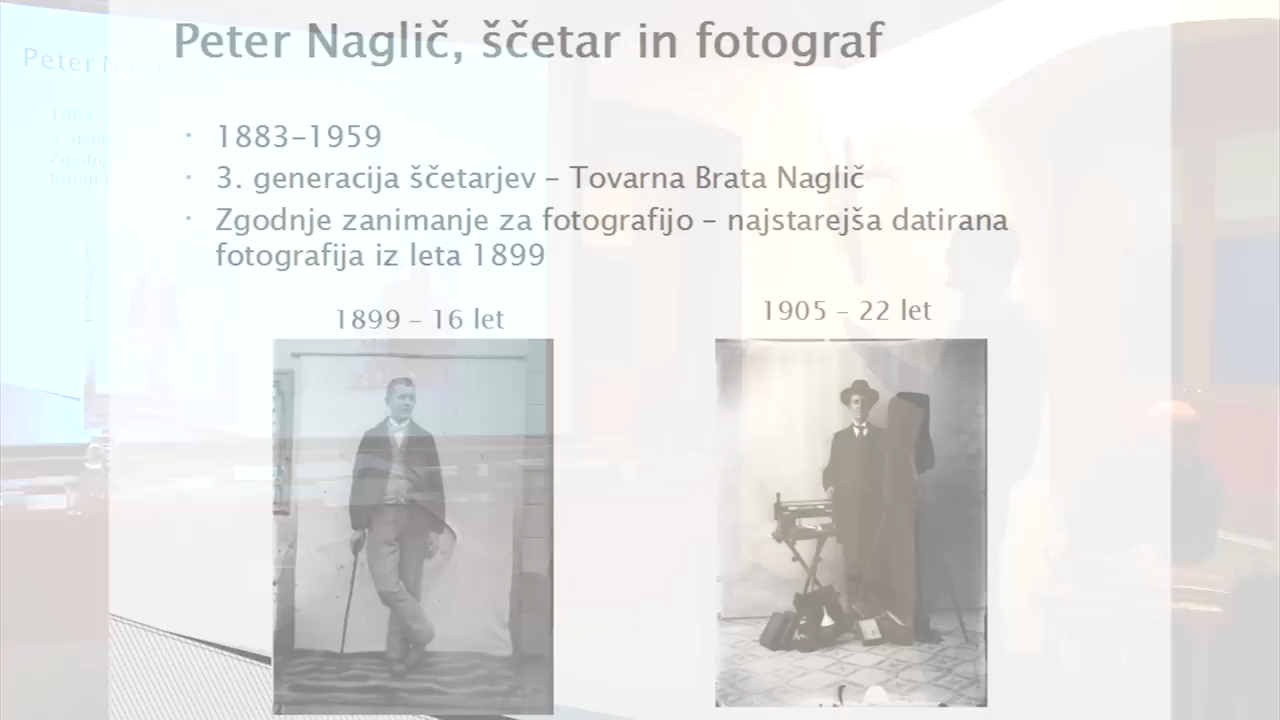 Peter Naglič, ščetar in fotograf
1883–1959
3. generacija ščetarjev – Tovarna Brata Naglič
Zgodnje zanimanje za fotografijo – najstarejša datirana
fotografija iz leta 1899
1899 – 16 let
1905 – 22 let
Peter